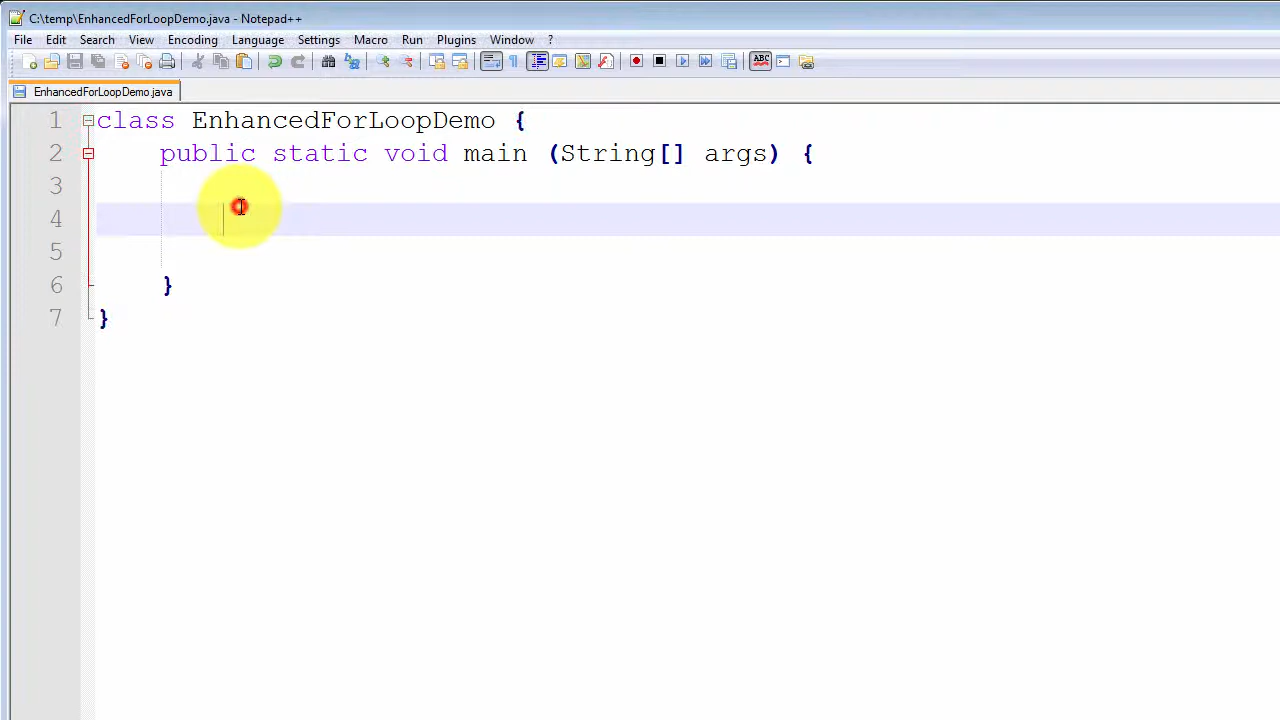 C:\temp\EnhancedForLoopDemo.java - Notepad++
File Edit Search View Encoding Language Settings Macro Run Plugins Window ?
ABC
EnhancedForLoopDemo.java
1 class EnhancedForLoopDemo {
2 public static void main (String[] args) {
3
4
5
6 }
7 }